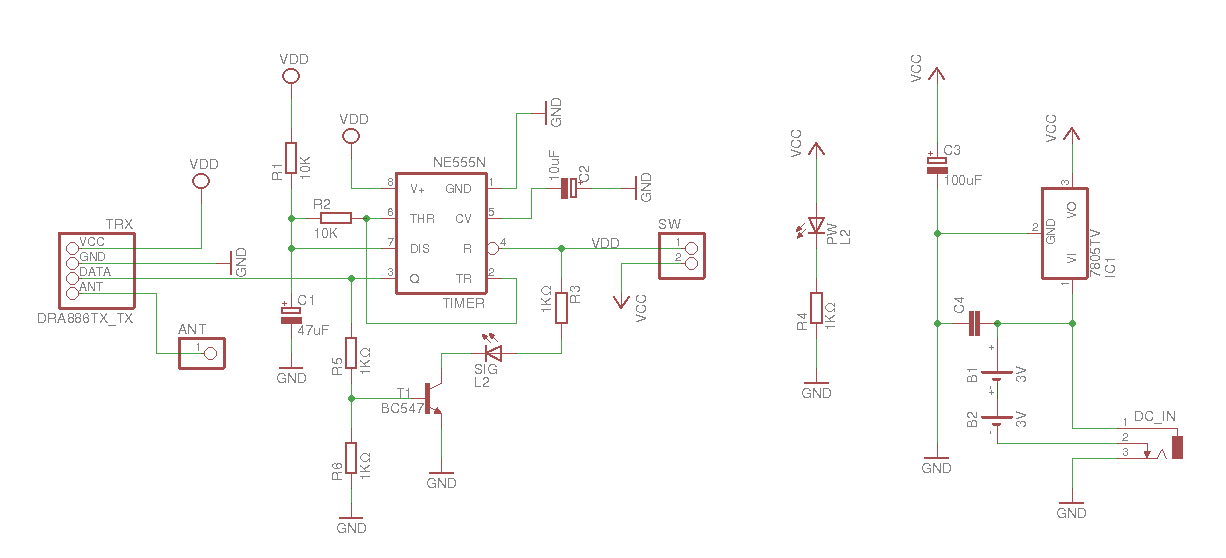 VDD
VDD
VDD
TRX
VCC
GND
DATA
ANT
DRA886TX_TX
GND
ANT
1
R1
10K
R2
10K
C1
+
47uF
GND
NE555N
8
V+
GND
1
6
THR
CV
5
7
DIS
R
4
3
Q
TR
2
TIMER
GND
10uF
+
C2
GND
VDD
SW
1
2
VCC
1KΩ
R3
SIG
L2
R5
1KΩ
T1
BC547
R6
1KΩ
GND
GND
VCC
PW
L2
R4
1KΩ
GND
VCC
+
C3
100uF
VCC
3
VO
2
GND
VI
1
7805TV
IC1
C4
+
B1
3V
+
-
B2
3V
-
GND
DC_IN
1
2
3
GND